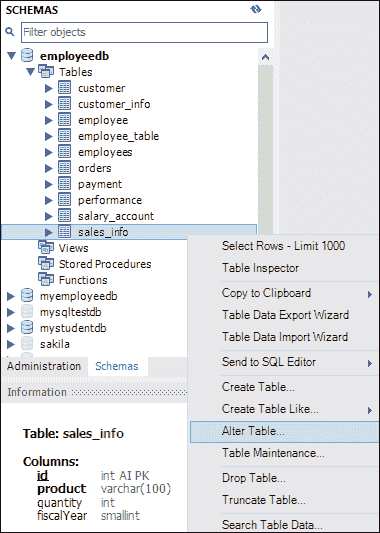 SCHEMAS
Filter objects
employeedb
Tables
customer
customer_info
employee
employee_table
employees
orders
payment
performance
salary_account
sales_info
Views
Stored Procedures
Functions
myemployeedb
mysqltestdb
mystudentdb
sakila
Select Rows - Limit 1000
Table Inspector
Copy to Clipboard
Table Data Export Wizard
Table Data Import Wizard
Send to SQL Editor
Create Table...
Create Table Like...
Alter Table...
Table Maintenance...
Drop Table...
Truncate Table...
Search Table Data...
Administration Schemas
Information
Table: sales_info
Columns:
id int AI PK
product varchar(100)
quantity int
fiscalYear smallint